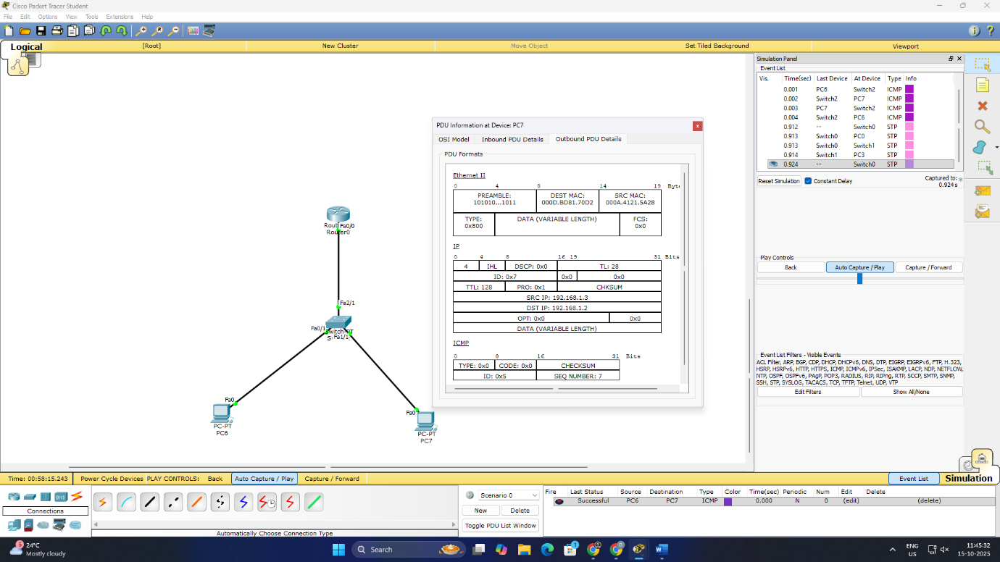 Cisco Packet Tracer Student
File Edit Options View Tools Extensions Help
Logical [Root] New Cluster Move Object Set Tiled Background Viewport
Simulation Panel
Event List
Vis. Time(sec) Last Device At Device Type Info
0.001 PC6 Switch2 ICMP
0.002 Switch2 PC7 ICMP
0.003 PC7 Switch2 ICMP
0.004 Switch2 PC6 ICMP
0.912 -- Switch0 STP
0.913 Switch0 PC0 STP
0.913 Switch0 Switch1 STP
0.914 Switch1 PC3 STP
0.924 -- Switch0 STP
Reset Simulation Constant Delay Captured to: *
0.924 s
Play Controls
Back Auto Capture / Play Capture / Forward
Event List Filters - Visible Events
ACL Filter, ARP, BGP, CDP, DHCP, DHCPv6, DNS, DTP, EIGRP, EIGRPv6, FTP, H.323,
HSRP, HSRPv6, HTTP, HTTPS, ICMP, ICMPv6, IPSec, ISAKMP, LACP, NDP, NETFLOW,
NTP, OSPF, OSPFv6, PAgP, POP3, RADIUS, RIP, RIPng, RTP, SCCP, SMTP, SNMP,
SSH, STP, SYSLOG, TACACS, TCP, TFTP, Telnet, UDP, VTP
Edit Filters Show All/None
PDU Information at Device: PC7
OSI Model Inbound PDU Details Outbound PDU Details
PDU Formats
Ethernet II
0 4 8 14 19 Byt
PREAMBLE: DEST MAC: SRC MAC:
101010...1011 000D.BD81.70D2 000A.4121.5A28
TYPE: DATA (VARIABLE LENGTH) FCS:
0x800 0x0
IP
0 4 8 16 19 31 Bits
4 IHL DSCP: 0x0 TL: 28
ID: 0x7 0x0 0x0
TTL: 128 PRO: 0x1 CHKSUM
SRC IP: 192.168.1.3
DST IP: 192.168.1.2
OPT: 0x0 0x0
DATA (VARIABLE LENGTH)
ICMP
0 8 16 31 Bits
TYPE: 0x0 CODE: 0x0 CHECKSUM
ID: 0x5 SEQ NUMBER: 7
Fa0/0
Router0
Fa2/1
Fa0/1
Fa1/1
Fa0
PC-PT
PC6
Fa0
PC-PT
PC7
Time: 00:58:15.243 Power Cycle Devices PLAY CONTROLS: Back Auto Capture / Play Capture / Forward Event List Simulation
Connections
Automatically Choose Connection Type
Scenario 0
New Delete
Toggle PDU List Window
Fire Last Status Source Destination Type Color Time(sec) Periodic Num Edit Delete
Successful PC6 PC7 ICMP 0.000 N 0 (edit) (delete)
5 24°C
Mostly cloudy
Search
1
ENG
US
11:45:32
15-10-2025